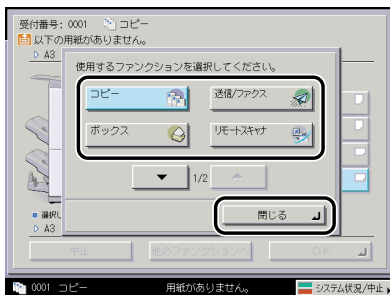 受付番号: 0001 コピー
以下の用紙がありません。
A3
使用するファンクションを選択してください。
コピー
送信/ファクス
ボックス
リモートスキャナ
1/2
閉じる
選択し
A3
中止
他のファンクションへ
OK
0001 コピー
用紙がありません。
システム状況/中止